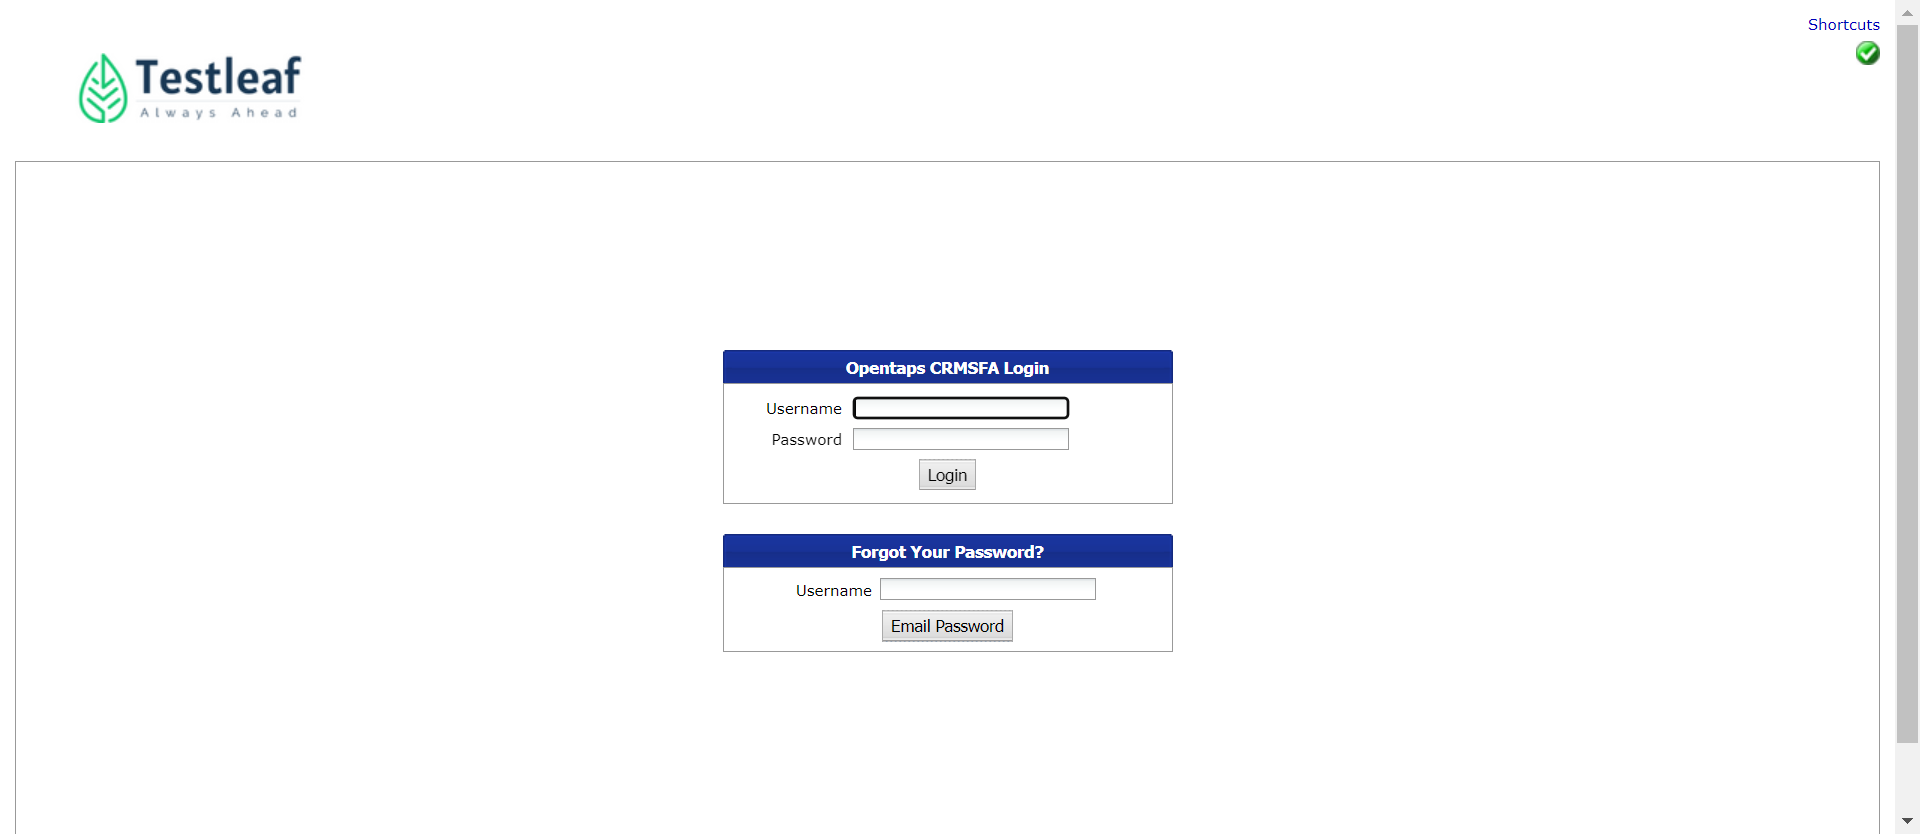 Shortcuts
Testleaf
Always Ahead
Opentaps CRMSFA Login
Username
Password
Login
Forgot Your Password?
Username
Email Password